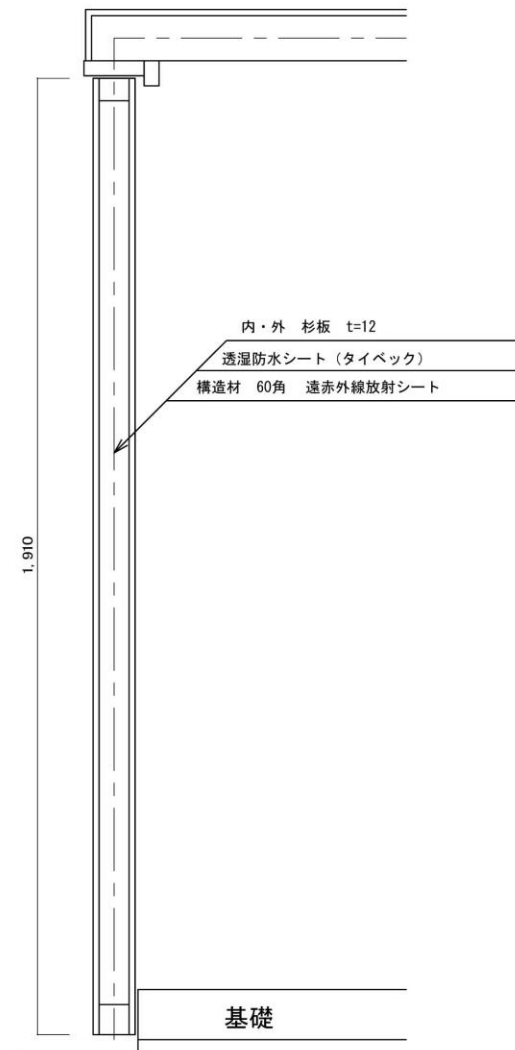 内・外　杉板　t=12
透湿防水シート（タイベック）
構造材　60角　遠赤外線放射シート
1,910
基礎